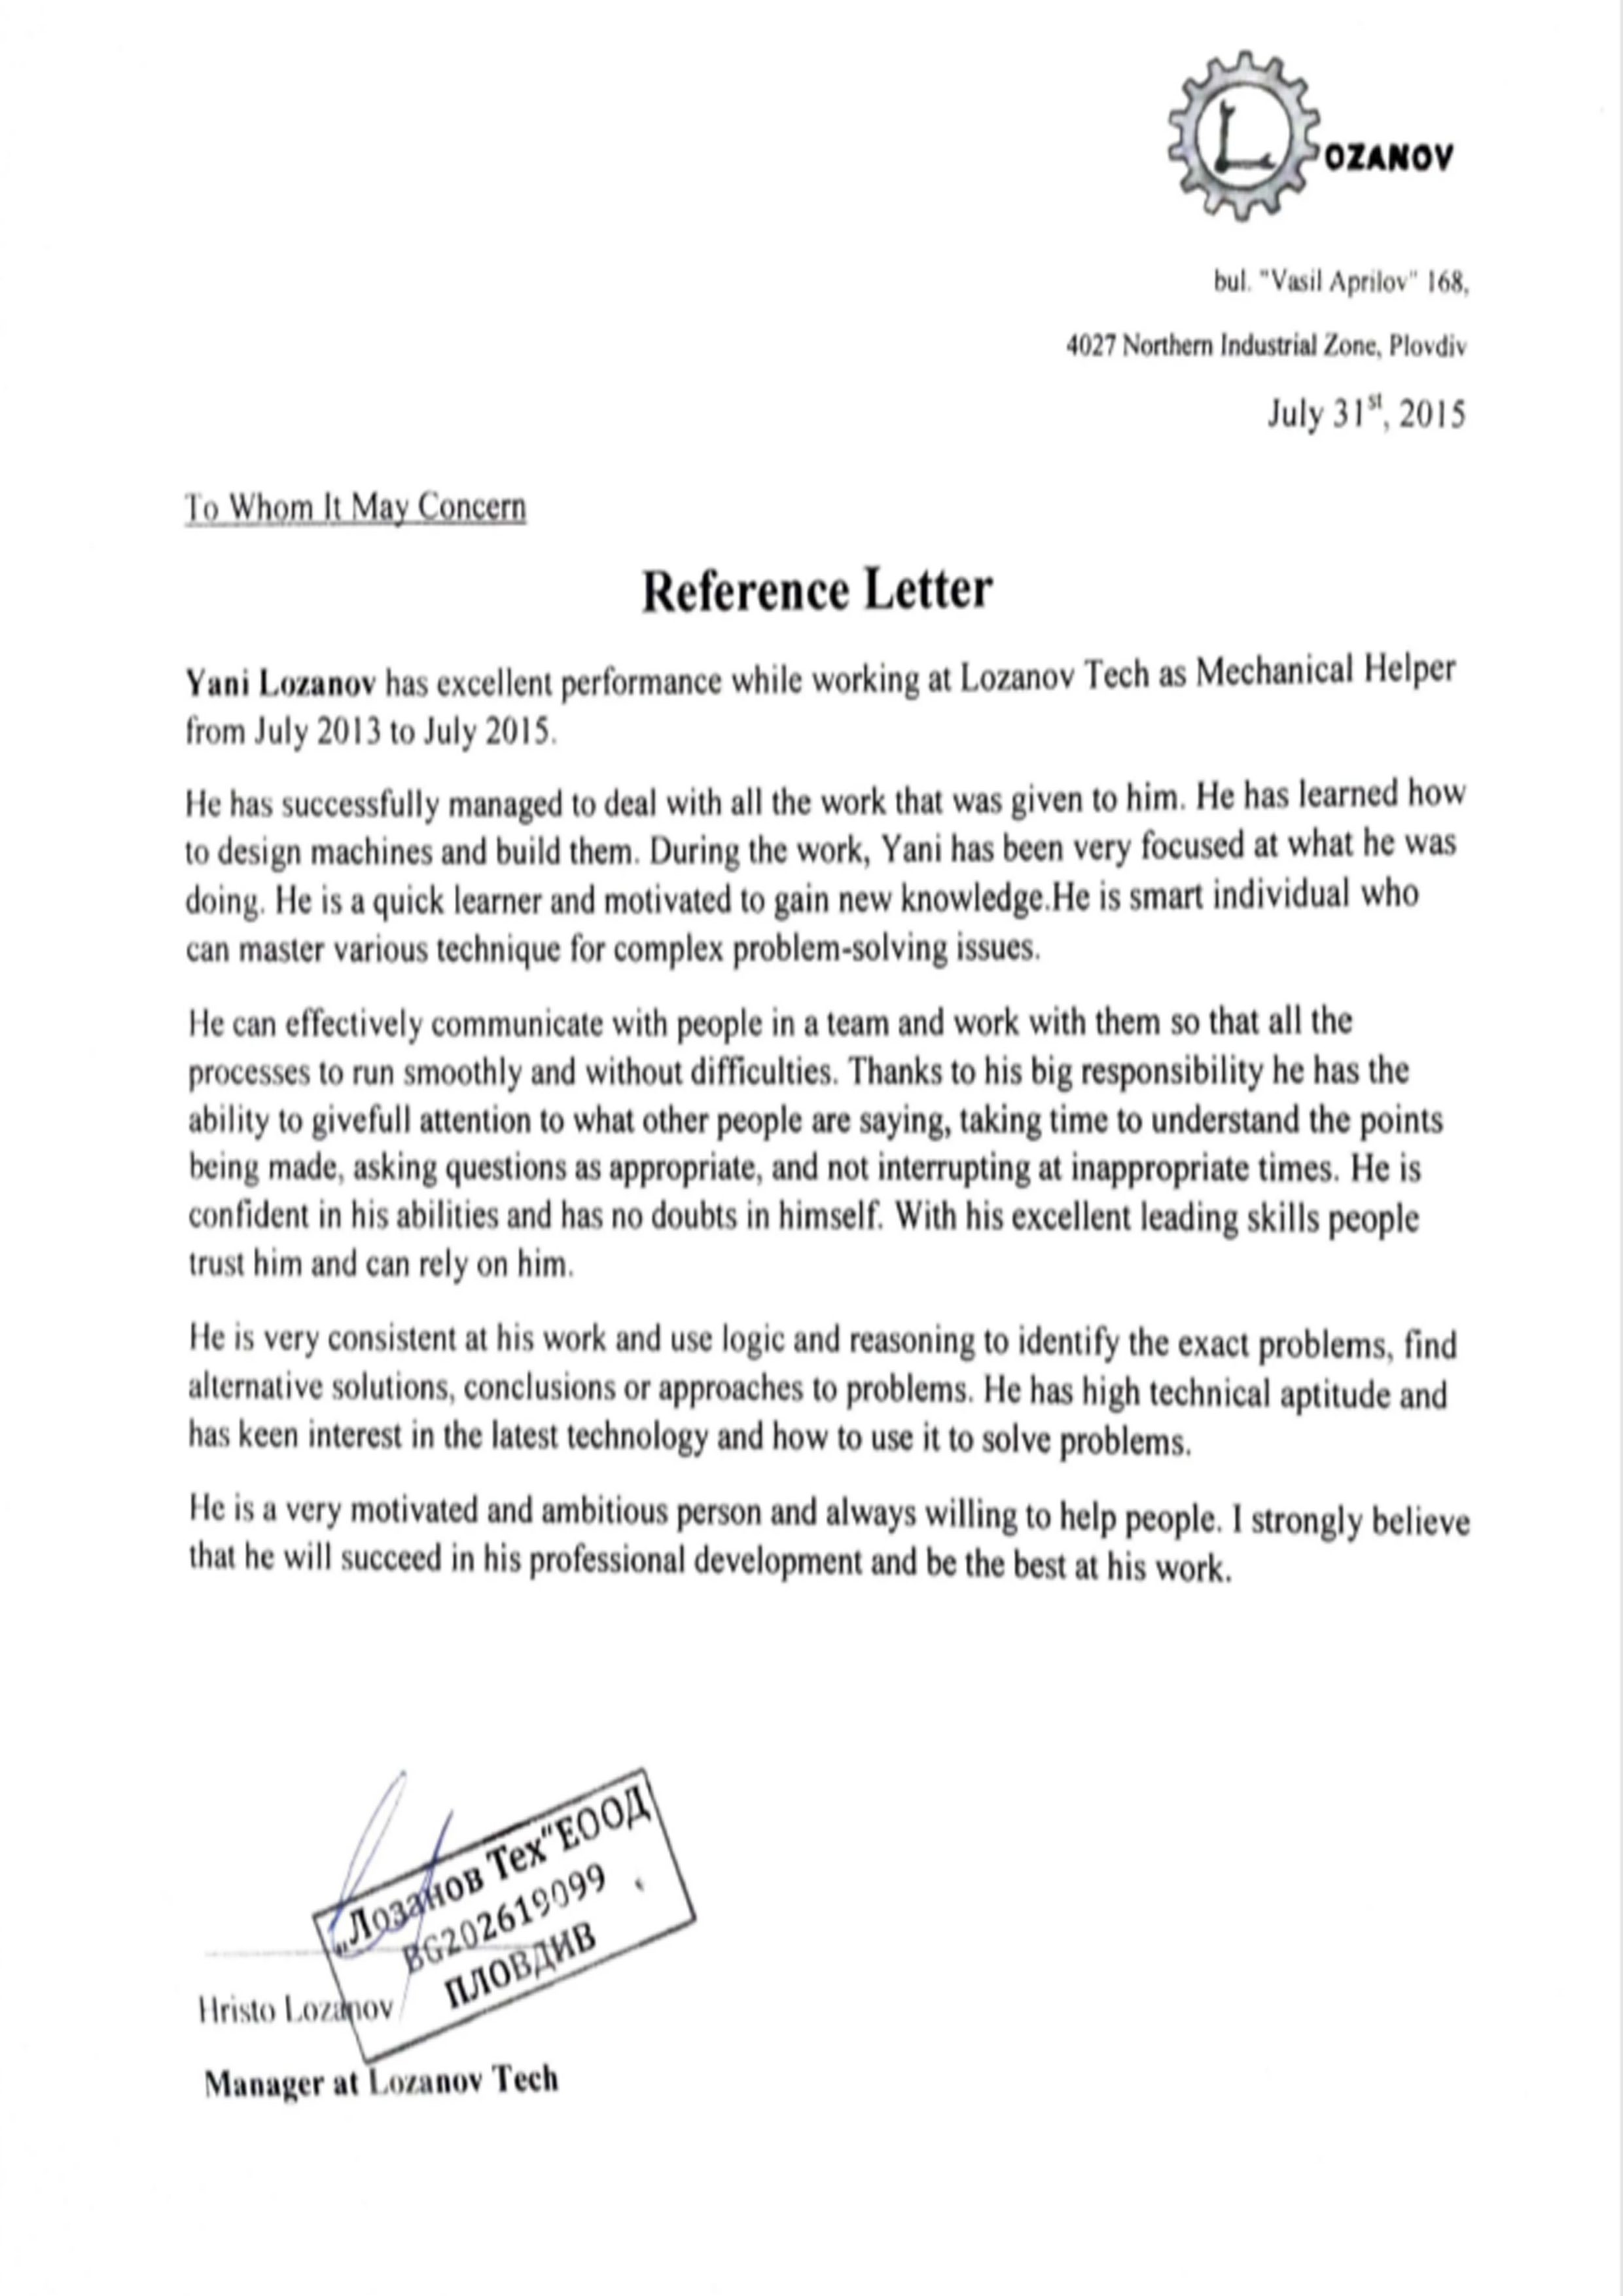 LOZANOV
bul. "Vasil Aprilov" 168,
4027 Northern Industrial Zone, Plovdiv
July 31st, 2015
To Whom It May Concern
Reference Letter
Yani Lozanov has excellent performance while working at Lozanov Tech as Mechanical Helper
from July 2013 to July 2015.
He has successfully managed to deal with all the work that was given to him. He has learned how
to design machines and build them. During the work, Yani has been very focused at what he was
doing. He is a quick learner and motivated to gain new knowledge.He is smart individual who
can master various technique for complex problem-solving issues.
He can effectively communicate with people in a team and work with them so that all the
processes to run smoothly and without difficulties. Thanks to his big responsibility he has the
ability to givefull attention to what other people are saying, taking time to understand the points
being made, asking questions as appropriate, and not interrupting at inappropriate times. He is
confident in his abilities and has no doubts in himself. With his excellent leading skills people
trust him and can rely on him.
He is very consistent at his work and use logic and reasoning to identify the exact problems, find
alternative solutions, conclusions or approaches to problems. He has high technical aptitude and
has keen interest in the latest technology and how to use it to solve problems.
He is a very motivated and ambitious person and always willing to help people. I strongly believe
that he will succeed in his professional development and be the best at his work.
„Лозанов Тех“ЕООД
BG202619099
ПЛОВДИВ
Hristo Lozanov
Manager at Lozanov Tech